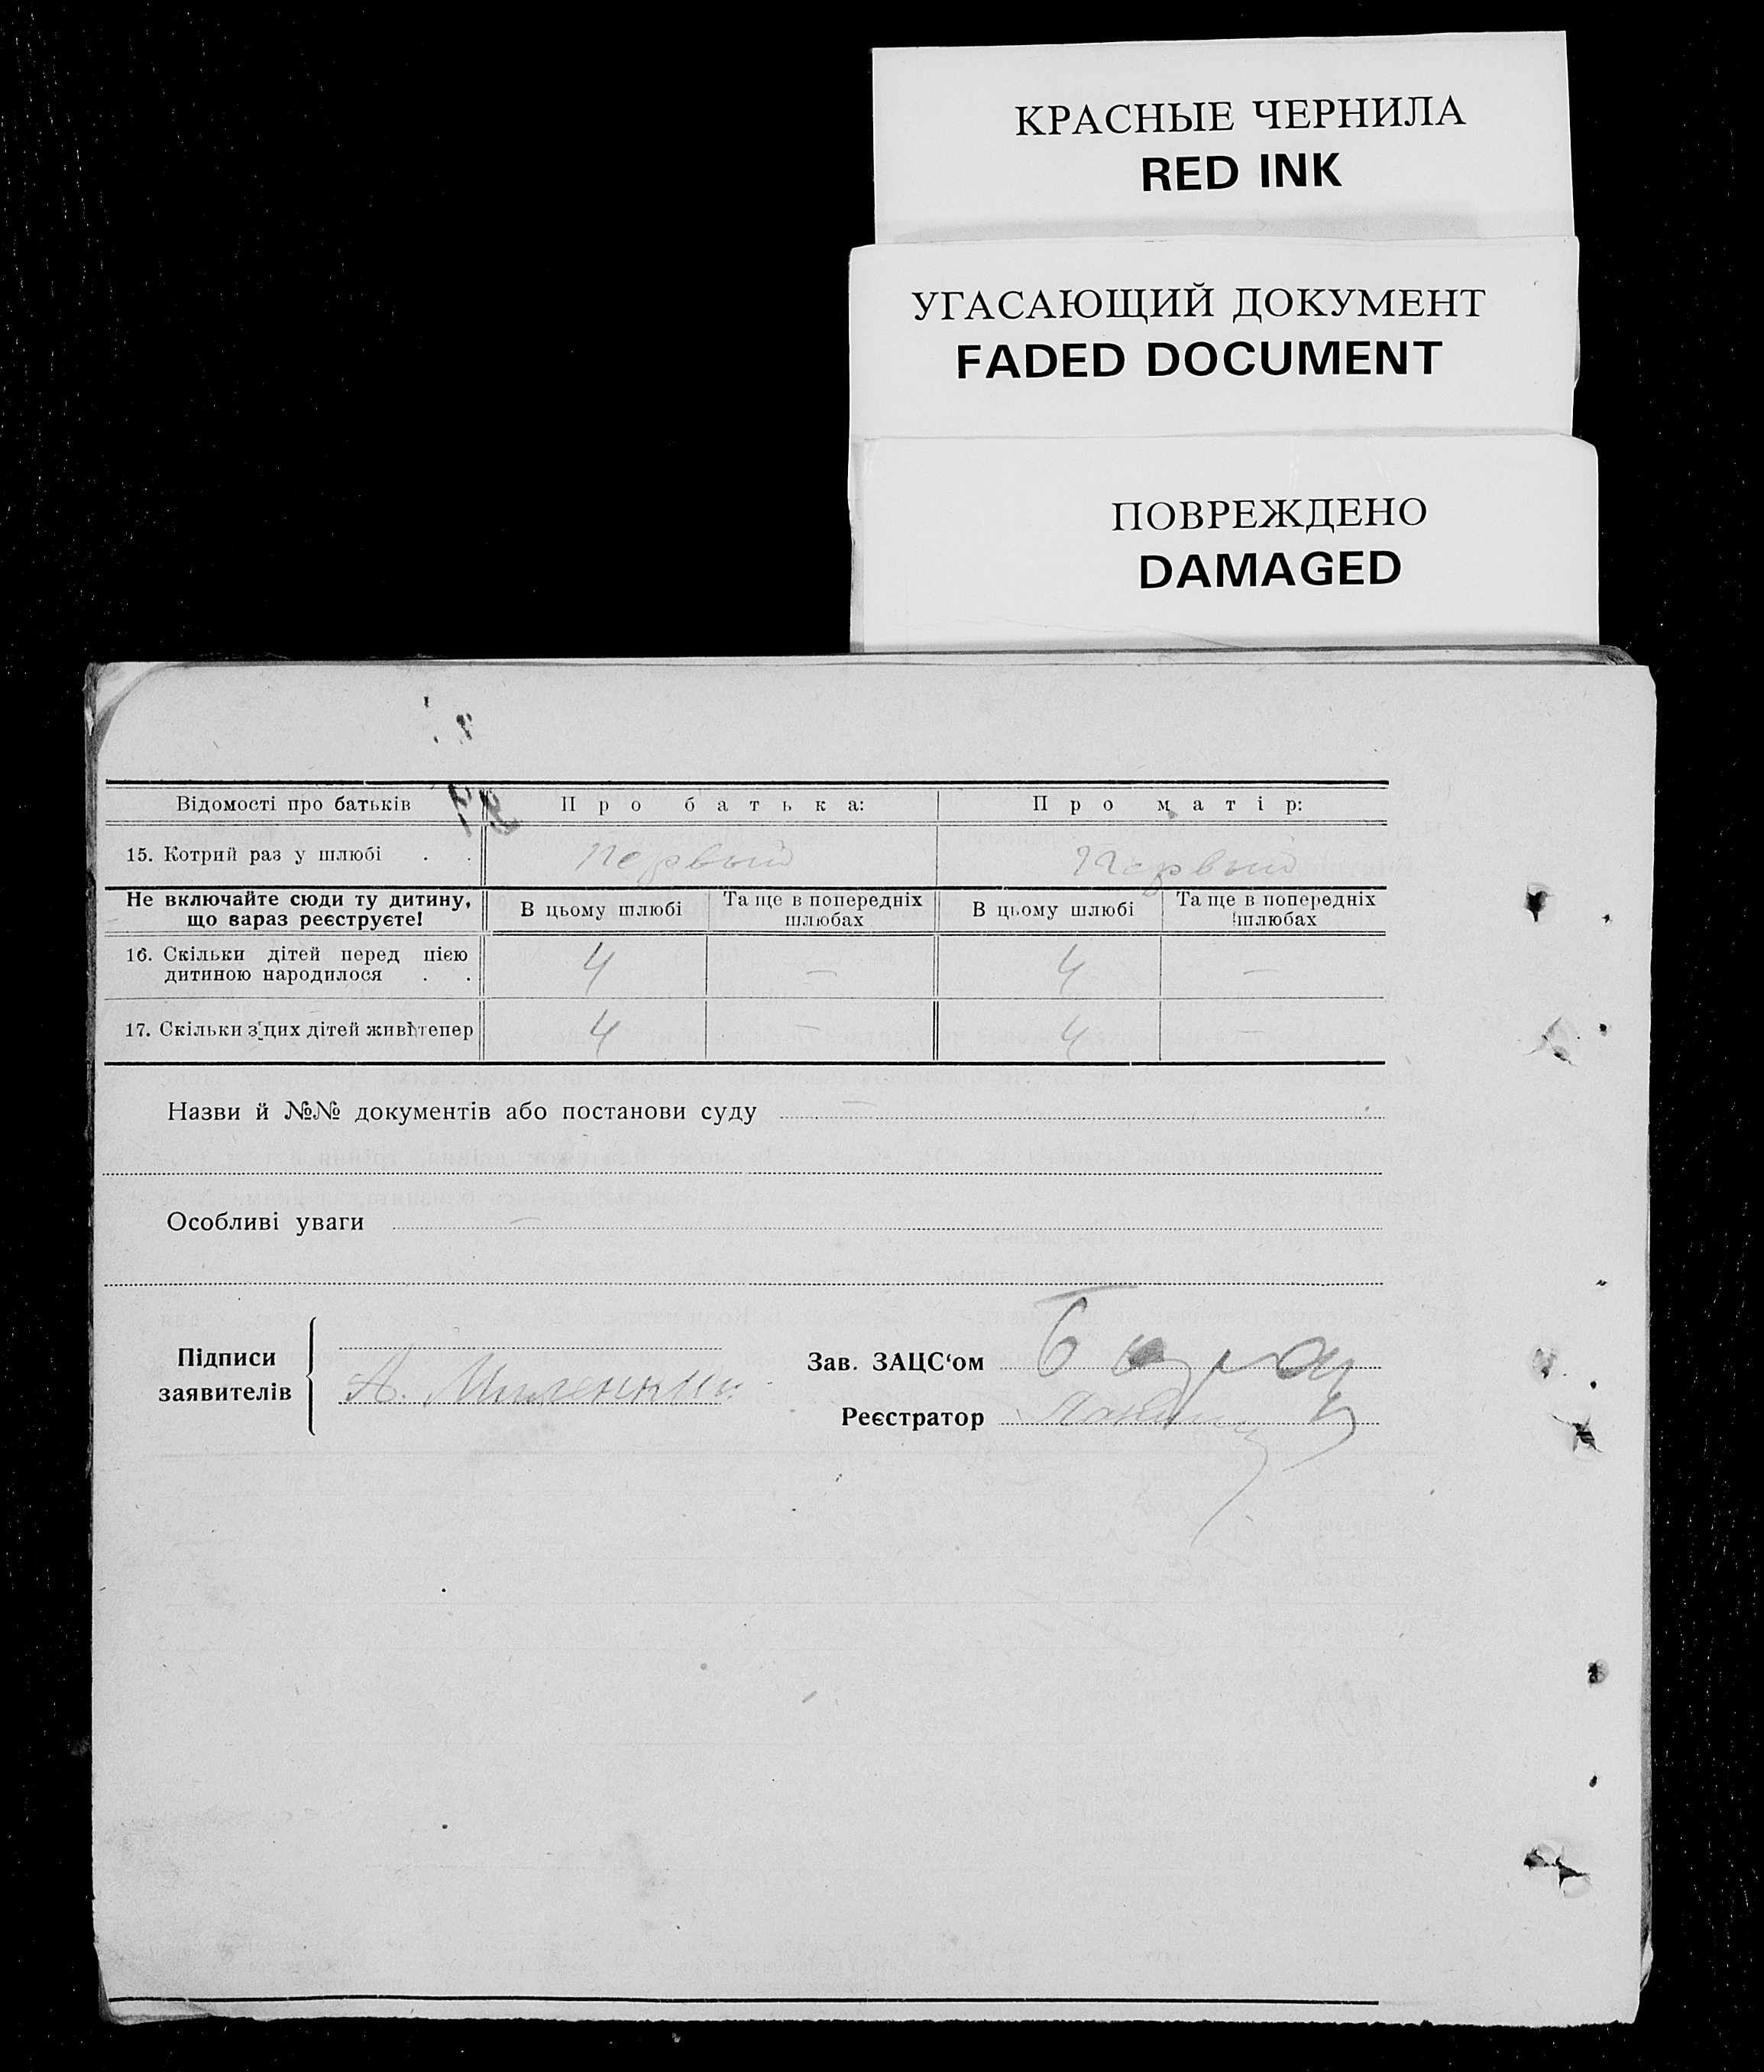 КРАСНЫЕ ЧЕРНИЛА
RED INK
УГАСАЮЩИЙ ДОКУМЕНТ
FADED DOCUMENT
ПОВРЕЖДЕНО
DAMAGED
Відомості про батьків Про батька: Про матір:
15. Котрий раз у шлюбі . . Первый Первый
Не включайте сюди ту дитину, що вараз реєструєте! В цьому шлюбі Та ще в попередніх шлюбах В цьому шлюбі Та ще в попередніх шлюбах
16. Скільки дітей перед цією
дитиною народилося . . 4 — 4 —
17. Скільки з цих дітей живі тепер 4 — 4 —
Назви й №№ документів або постанови суду —
Особливі уваги —
Підписи
заявителів А.
Зав. ЗАЦС‘ом
Реєстратор